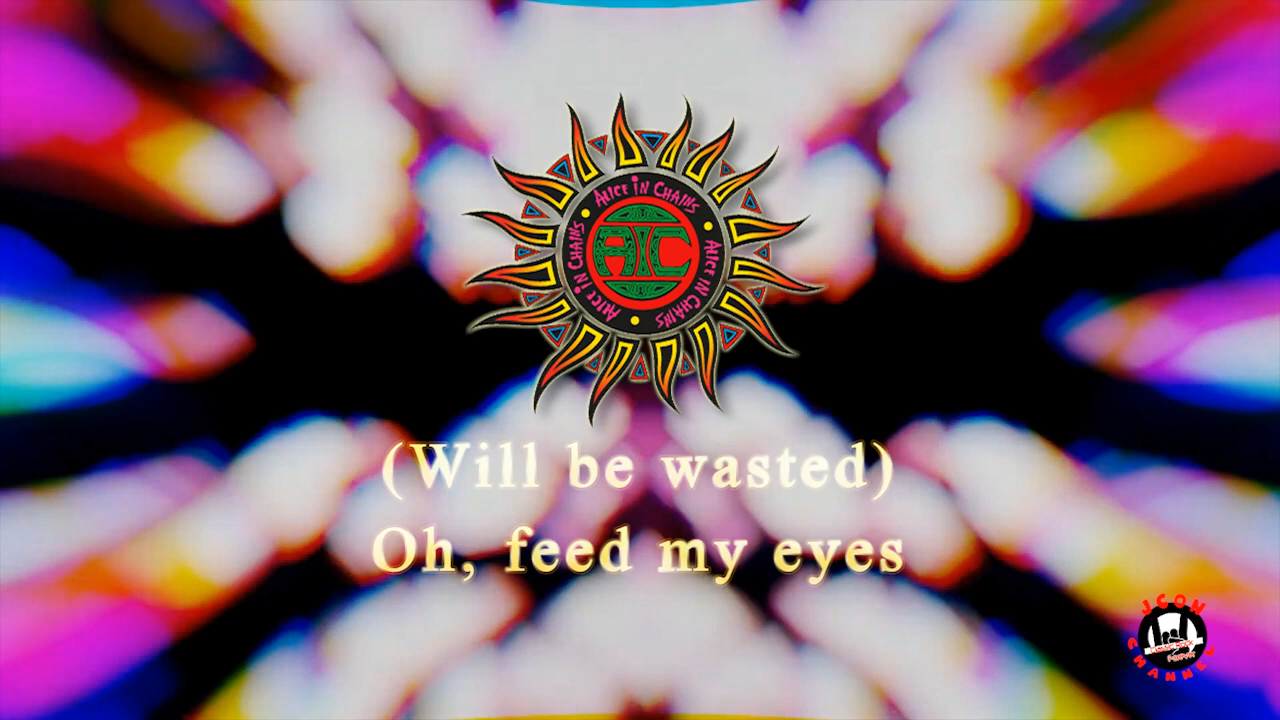 ALICE IN CHAINS
ALICE IN CHAINS
ALICE IN CHAINS
AIC
(Will be wasted)
Oh, feed my eyes
JCON
CHANNEL